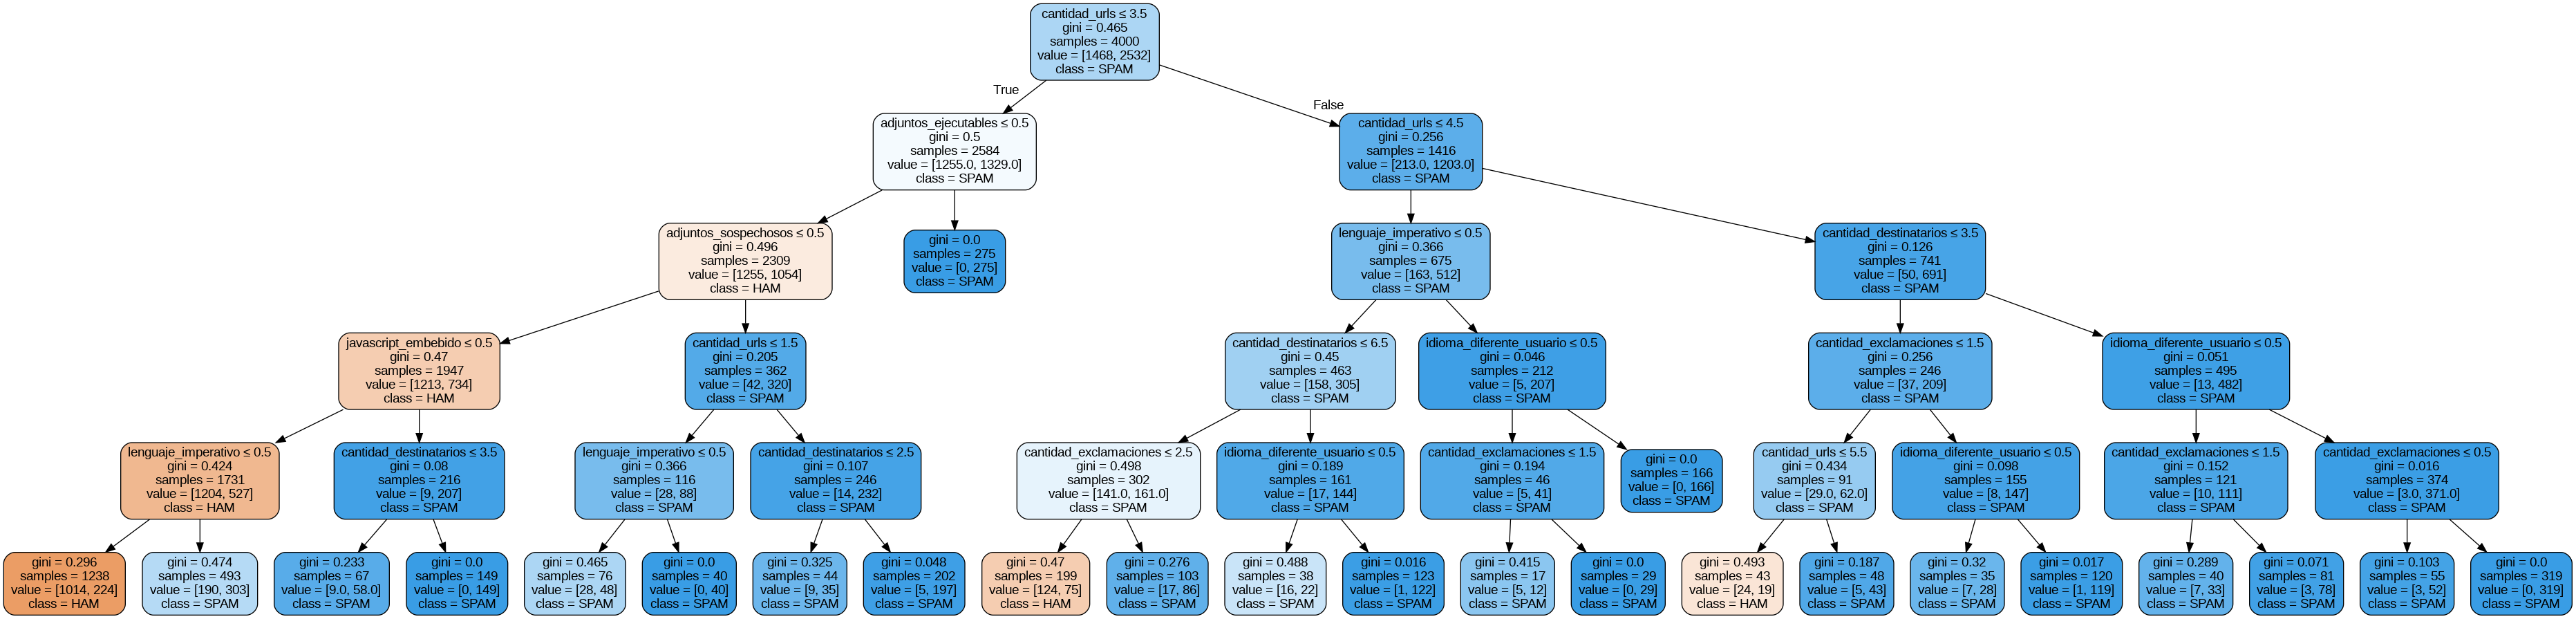 cantidad_urls ≤ 3.5
gini = 0.465
samples = 4000
value = [1468, 2532]
class = SPAM
True
False
adjuntos_ejecutables ≤ 0.5
gini = 0.5
samples = 2584
value = [1255.0, 1329.0]
class = SPAM
cantidad_urls ≤ 4.5
gini = 0.256
samples = 1416
value = [213.0, 1203.0]
class = SPAM
adjuntos_sospechosos ≤ 0.5
gini = 0.496
samples = 2309
value = [1255, 1054]
class = HAM
gini = 0.0
samples = 275
value = [0, 275]
class = SPAM
lenguaje_imperativo ≤ 0.5
gini = 0.366
samples = 675
value = [163, 512]
class = SPAM
cantidad_destinatarios ≤ 3.5
gini = 0.126
samples = 741
value = [50, 691]
class = SPAM
javascript_embebido ≤ 0.5
gini = 0.47
samples = 1947
value = [1213, 734]
class = HAM
cantidad_urls ≤ 1.5
gini = 0.205
samples = 362
value = [42, 320]
class = SPAM
cantidad_destinatarios ≤ 6.5
gini = 0.45
samples = 463
value = [158, 305]
class = SPAM
idioma_diferente_usuario ≤ 0.5
gini = 0.046
samples = 212
value = [5, 207]
class = SPAM
cantidad_exclamaciones ≤ 1.5
gini = 0.256
samples = 246
value = [37, 209]
class = SPAM
idioma_diferente_usuario ≤ 0.5
gini = 0.051
samples = 495
value = [13, 482]
class = SPAM
lenguaje_imperativo ≤ 0.5
gini = 0.424
samples = 1731
value = [1204, 527]
class = HAM
cantidad_destinatarios ≤ 3.5
gini = 0.08
samples = 216
value = [9, 207]
class = SPAM
lenguaje_imperativo ≤ 0.5
gini = 0.366
samples = 116
value = [28, 88]
class = SPAM
cantidad_destinatarios ≤ 2.5
gini = 0.107
samples = 246
value = [14, 232]
class = SPAM
cantidad_exclamaciones ≤ 2.5
gini = 0.498
samples = 302
value = [141.0, 161.0]
class = SPAM
idioma_diferente_usuario ≤ 0.5
gini = 0.189
samples = 161
value = [17, 144]
class = SPAM
cantidad_exclamaciones ≤ 1.5
gini = 0.194
samples = 46
value = [5, 41]
class = SPAM
gini = 0.0
samples = 166
value = [0, 166]
class = SPAM
cantidad_urls ≤ 5.5
gini = 0.434
samples = 91
value = [29.0, 62.0]
class = SPAM
idioma_diferente_usuario ≤ 0.5
gini = 0.098
samples = 155
value = [8, 147]
class = SPAM
cantidad_exclamaciones ≤ 1.5
gini = 0.152
samples = 121
value = [10, 111]
class = SPAM
cantidad_exclamaciones ≤ 0.5
gini = 0.016
samples = 374
value = [3.0, 371.0]
class = SPAM
gini = 0.296
samples = 1238
value = [1014, 224]
class = HAM
gini = 0.474
samples = 493
value = [190, 303]
class = SPAM
gini = 0.233
samples = 67
value = [9.0, 58.0]
class = SPAM
gini = 0.0
samples = 149
value = [0, 149]
class = SPAM
gini = 0.465
samples = 76
value = [28, 48]
class = SPAM
gini = 0.0
samples = 40
value = [0, 40]
class = SPAM
gini = 0.325
samples = 44
value = [9, 35]
class = SPAM
gini = 0.048
samples = 202
value = [5, 197]
class = SPAM
gini = 0.47
samples = 199
value = [124, 75]
class = HAM
gini = 0.276
samples = 103
value = [17, 86]
class = SPAM
gini = 0.488
samples = 38
value = [16, 22]
class = SPAM
gini = 0.016
samples = 123
value = [1, 122]
class = SPAM
gini = 0.415
samples = 17
value = [5, 12]
class = SPAM
gini = 0.0
samples = 29
value = [0, 29]
class = SPAM
gini = 0.493
samples = 43
value = [24, 19]
class = HAM
gini = 0.187
samples = 48
value = [5, 43]
class = SPAM
gini = 0.32
samples = 35
value = [7, 28]
class = SPAM
gini = 0.017
samples = 120
value = [1, 119]
class = SPAM
gini = 0.289
samples = 40
value = [7, 33]
class = SPAM
gini = 0.071
samples = 81
value = [3, 78]
class = SPAM
gini = 0.103
samples = 55
value = [3, 52]
class = SPAM
gini = 0.0
samples = 319
value = [0, 319]
class = SPAM